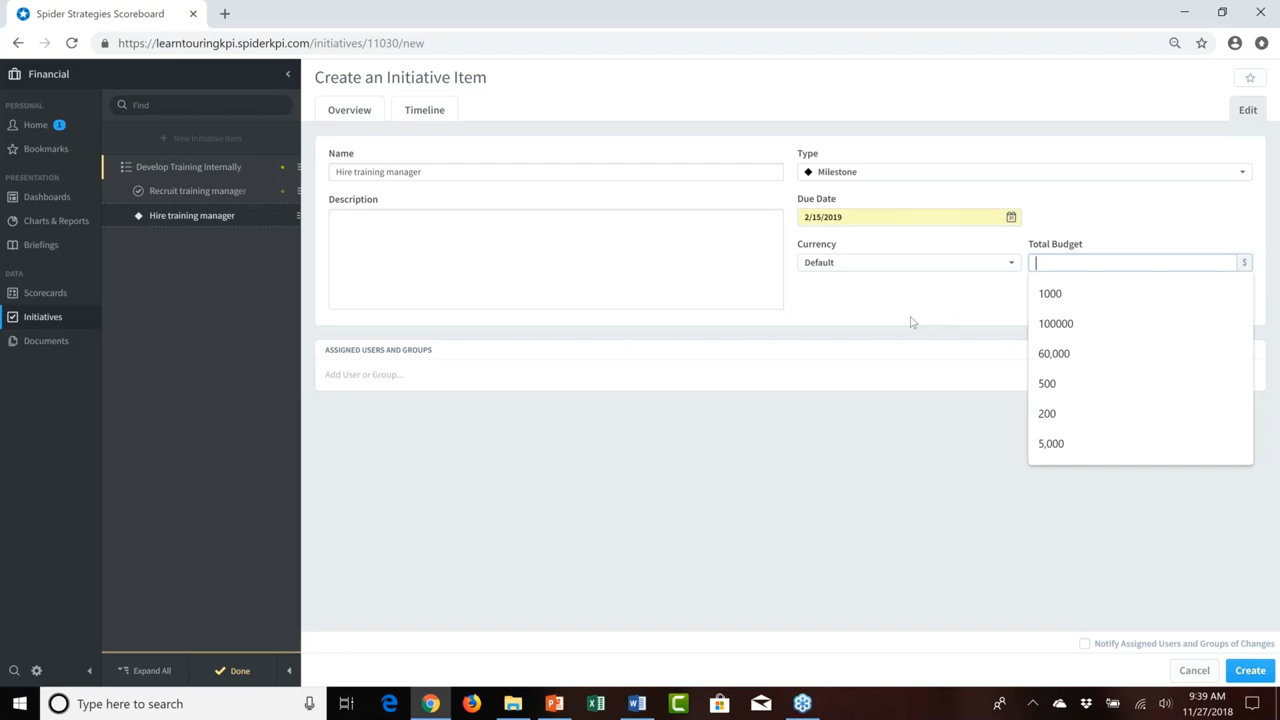 Spider Strategies Scoreboard
https://learntouringkpi.spiderkpi.com/initiatives/11030/new
Financial
PERSONAL
Home 1
Bookmarks
PRESENTATION
Dashboards
Charts & Reports
Briefings
DATA
Scorecards
Initiatives
Documents
Find
+ New Initiative Item
Develop Training Internally
Recruit training manager
Hire training manager
Expand All
Done
Create an Initiative Item
Overview
Timeline
Edit
Name
Hire training manager
Description
Type
Milestone
Due Date
2/15/2019
Currency
Default
Total Budget
$
1000
100000
60,000
500
200
5,000
ASSIGNED USERS AND GROUPS
Add User or Group...
Notify Assigned Users and Groups of Changes
Cancel
Create
Type here to search
9:39 AM
11/27/2018